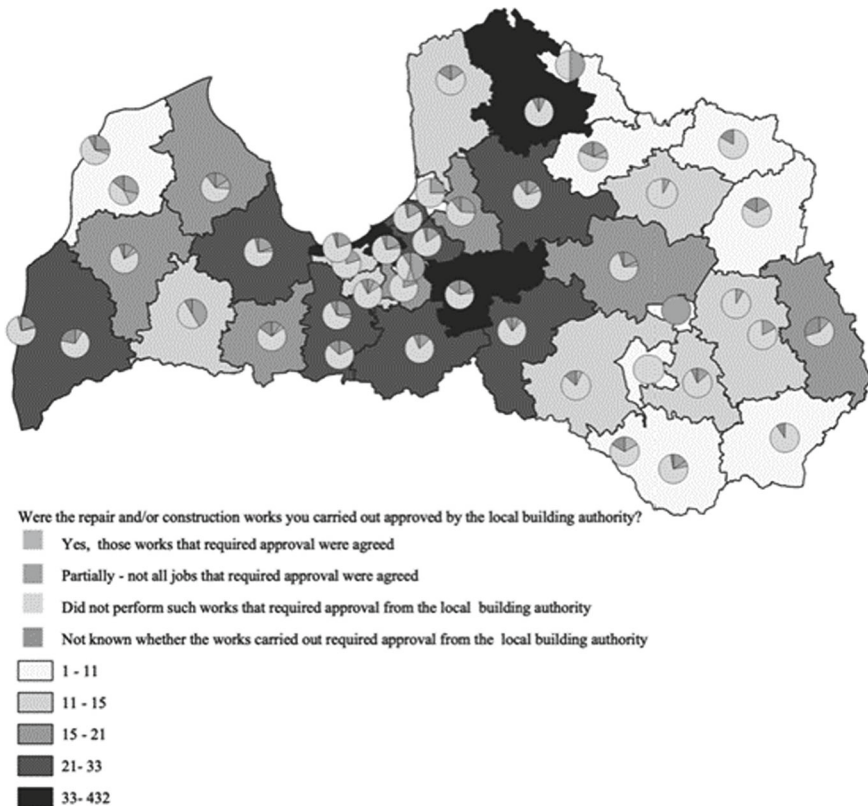 Were the repair and/or construction works you carried out approved by the local building authority?
Yes, those works that required approval were agreed
Partially - not all jobs that required approval were agreed
Did not perform such works that required approval from the local building authority
Not known whether the works carried out required approval from the local building authority
1 - 11
11 - 15
15 - 21
21- 33
33- 432